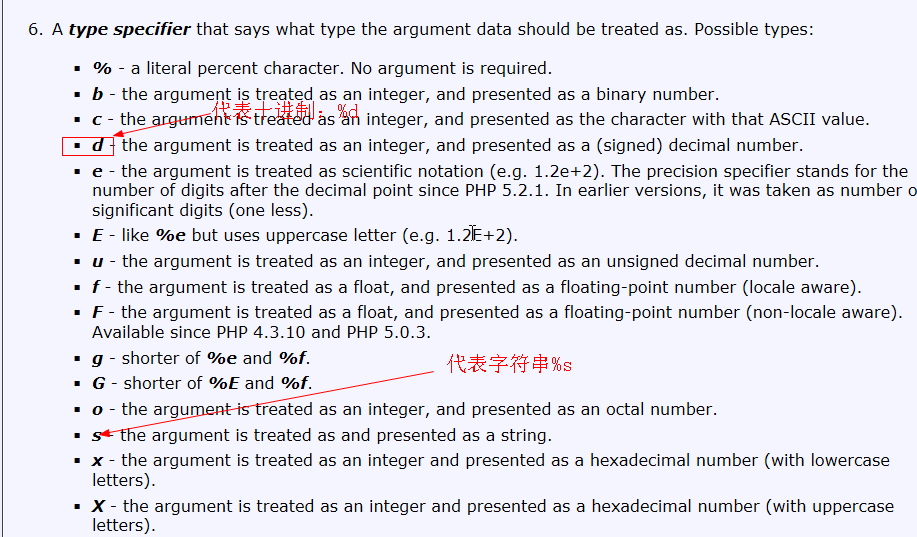 6. A type specifier that says what type the argument data should be treated as. Possible types:
% - a literal percent character. No argument is required.
b - the argument is treated as an integer, and presented as a binary number.
代表十进制：%d
c - the argument is treated as an integer, and presented as the character with that ASCII value.
d - the argument is treated as an integer, and presented as a (signed) decimal number.
e - the argument is treated as scientific notation (e.g. 1.2e+2). The precision specifier stands for the
number of digits after the decimal point since PHP 5.2.1. In earlier versions, it was taken as number o
significant digits (one less).
E - like %e but uses uppercase letter (e.g. 1.2E+2).
u - the argument is treated as an integer, and presented as an unsigned decimal number.
f - the argument is treated as a float, and presented as a floating-point number (locale aware).
F - the argument is treated as a float, and presented as a floating-point number (non-locale aware).
Available since PHP 4.3.10 and PHP 5.0.3.
g - shorter of %e and %f.
代表字符串%s
G - shorter of %E and %f.
o - the argument is treated as an integer, and presented as an octal number.
s - the argument is treated as and presented as a string.
x - the argument is treated as an integer and presented as a hexadecimal number (with lowercase
letters).
X - the argument is treated as an integer and presented as a hexadecimal number (with uppercase
letters).